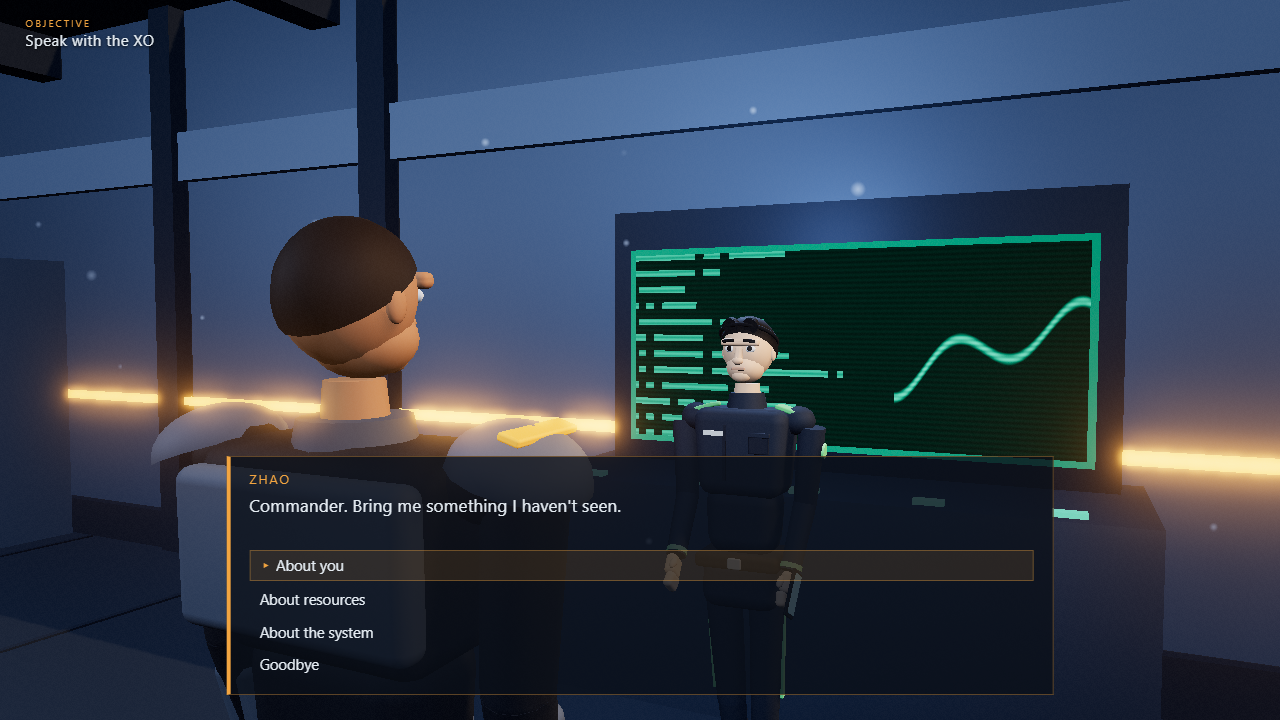 OBJECTIVE
Speak with the XO
ZHAO
Commander. Bring me something I haven't seen.
About you
About resources
About the system
Goodbye